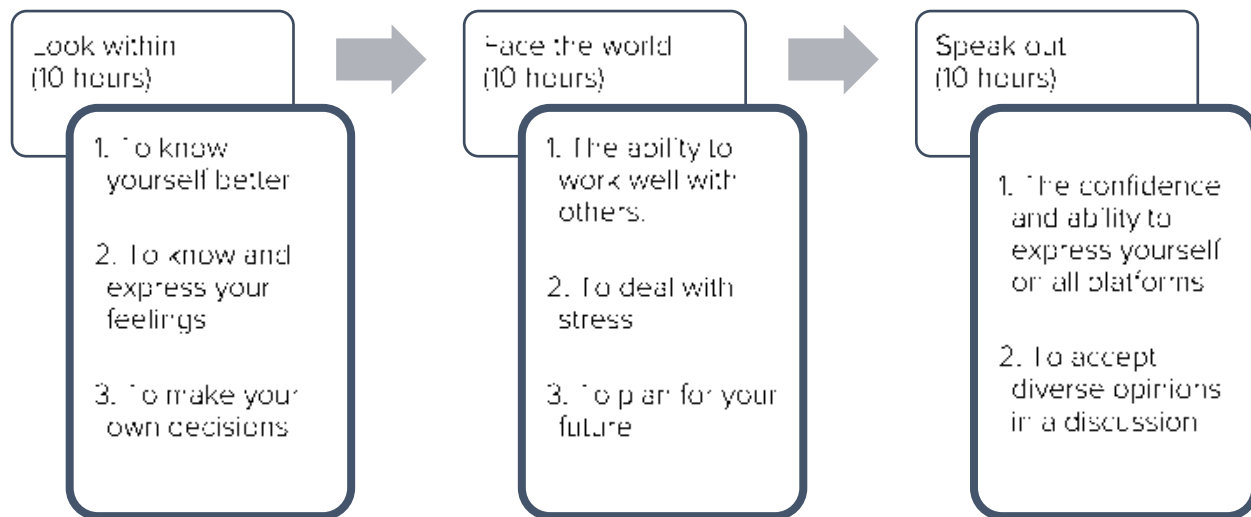 Look within
(10 hours)
1. To know
yourself better
2. To know and
express your
feelings
3. To make your
own decisions
Face the world
(10 hours)
1. The ability to
work well with
others.
2. To deal with
stress
3. To plan for your
future
Speak out
(10 hours)
1. The confidence
and ability to
express yourself
on all platforms
2. To accept
diverse opinions
in a discussion